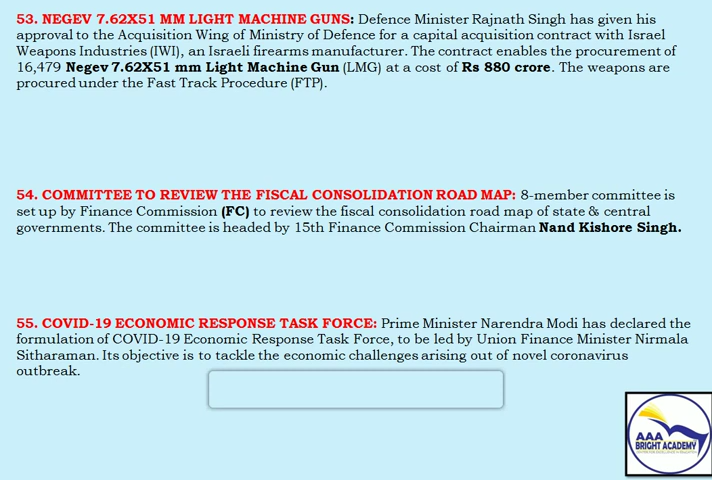 53. NEGEV 7.62X51 MM LIGHT MACHINE GUNS: Defence Minister Rajnath Singh has given his
approval to the Acquisition Wing of Ministry of Defence for a capital acquisition contract with Israel
Weapons Industries (IWI), an Israeli firearms manufacturer. The contract enables the procurement of
16,479 Negev 7.62X51 mm Light Machine Gun (LMG) at a cost of Rs 880 crore. The weapons are
procured under the Fast Track Procedure (FTP).
54. COMMITTEE TO REVIEW THE FISCAL CONSOLIDATION ROAD MAP: 8-member committee is
set up by Finance Commission (FC) to review the fiscal consolidation road map of state & central
governments. The committee is headed by 15th Finance Commission Chairman Nand Kishore Singh.
55. COVID-19 ECONOMIC RESPONSE TASK FORCE: Prime Minister Narendra Modi has declared the
formulation of COVID-19 Economic Response Task Force, to be led by Union Finance Minister Nirmala
Sitharaman. Its objective is to tackle the economic challenges arising out of novel coronavirus
outbreak.
AAA
BRIGHT ACADEMY